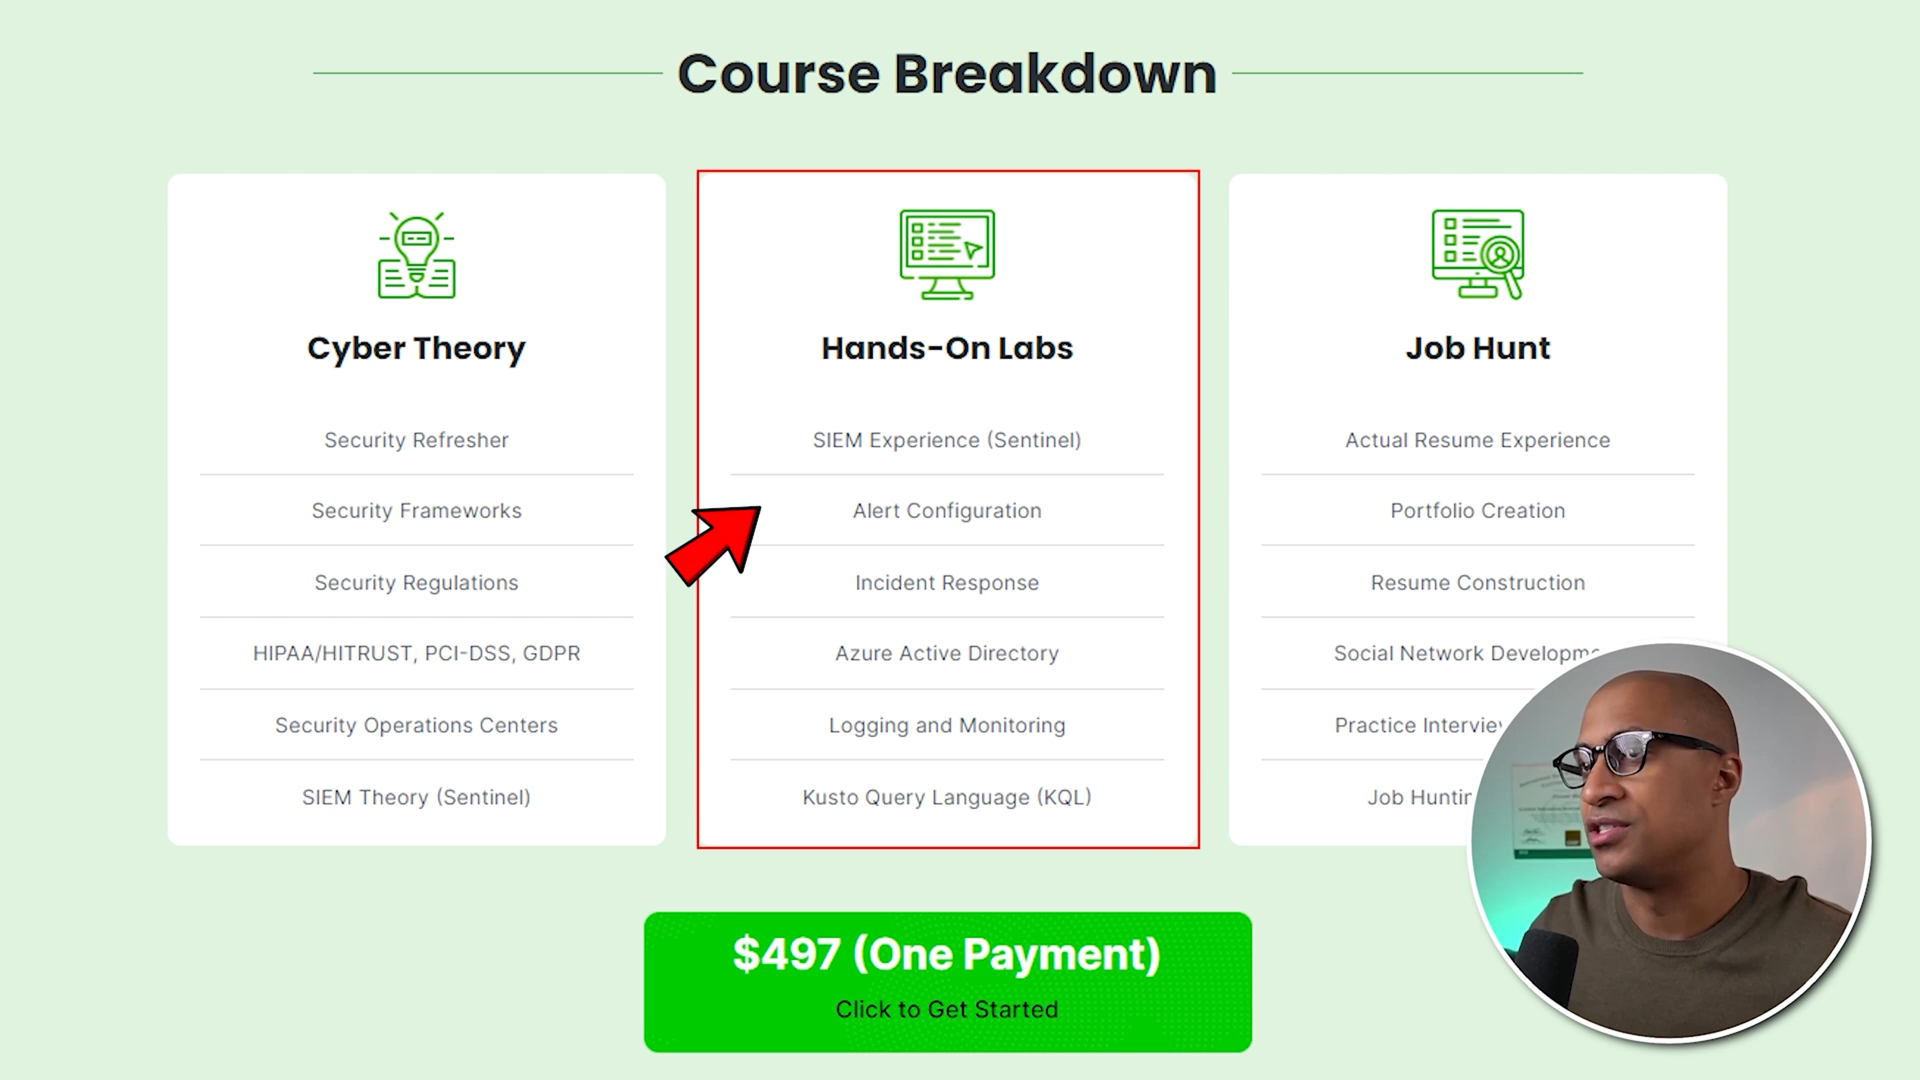 Course Breakdown
Cyber Theory
Security Refresher
Security Frameworks
Security Regulations
HIPAA/HITRUST, PCI-DSS, GDPR
Security Operations Centers
SIEM Theory (Sentinel)
Hands-On Labs
SIEM Experience (Sentinel)
Alert Configuration
Incident Response
Azure Active Directory
Logging and Monitoring
Kusto Query Language (KQL)
Job Hunt
Actual Resume Experience
Portfolio Creation
Resume Construction
Social Network
Practice
Job
$497 (One Payment)
Click to Get Started